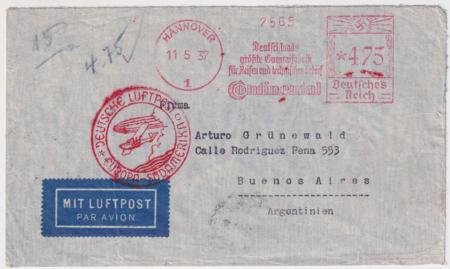 15
4.75
HANNOVER
11.5.37
1
2565
Deutschlands
größte Gummifabrik
für Reifen und technischen Bedarf
Continental
*4.75
Deutsches
Reich
* DEUTSCHE LUFTPOST *
EUROPA-SÜDAMERIKA
Firma
Arturo Grünewald
Calle Rodriguez Pena 553
Buenos Aires
Argentinien
MIT LUFTPOST
PAR AVION